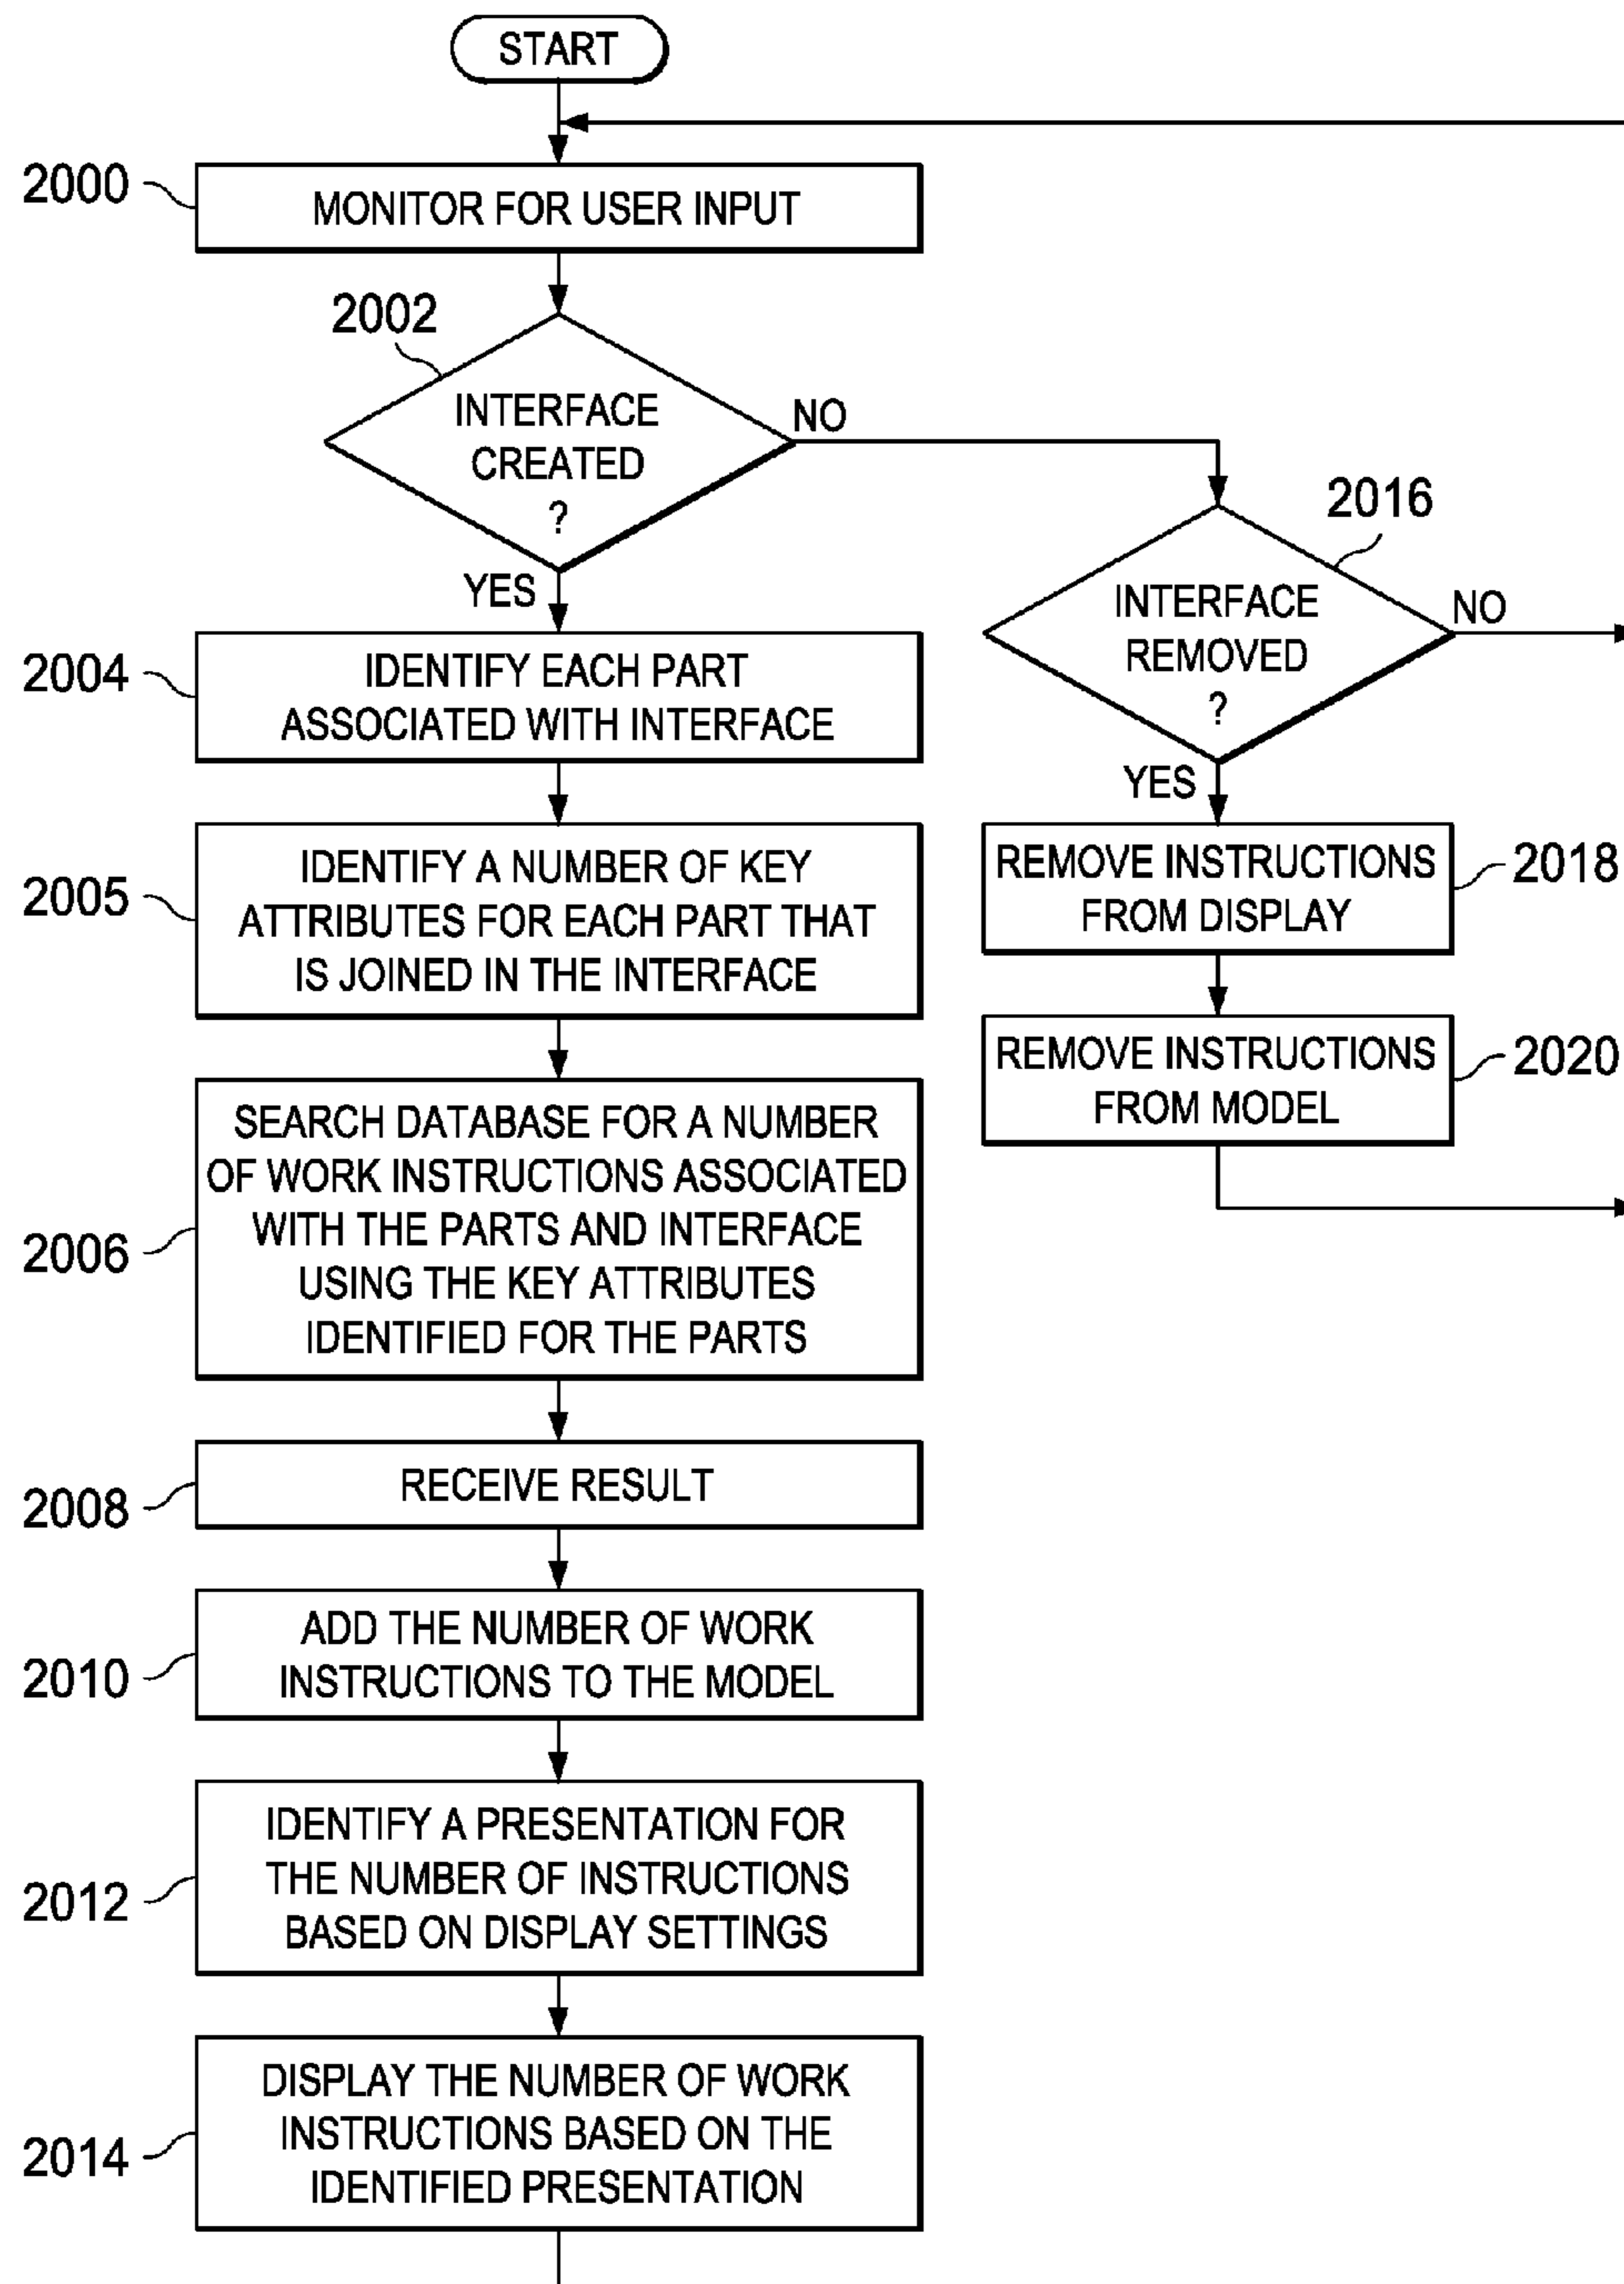 START
2000
MONITOR FOR USER INPUT
2002
INTERFACE
CREATED
?
NO
YES
2016
INTERFACE
REMOVED
?
NO
YES
2004
IDENTIFY EACH PART
ASSOCIATED WITH INTERFACE
2005
IDENTIFY A NUMBER OF KEY
ATTRIBUTES FOR EACH PART THAT
IS JOINED IN THE INTERFACE
REMOVE INSTRUCTIONS
FROM DISPLAY
2018
REMOVE INSTRUCTIONS
FROM MODEL
2020
2006
SEARCH DATABASE FOR A NUMBER
OF WORK INSTRUCTIONS ASSOCIATED
WITH THE PARTS AND INTERFACE
USING THE KEY ATTRIBUTES
IDENTIFIED FOR THE PARTS
2008
RECEIVE RESULT
2010
ADD THE NUMBER OF WORK
INSTRUCTIONS TO THE MODEL
2012
IDENTIFY A PRESENTATION FOR
THE NUMBER OF INSTRUCTIONS
BASED ON DISPLAY SETTINGS
2014
DISPLAY THE NUMBER OF WORK
INSTRUCTIONS BASED ON THE
IDENTIFIED PRESENTATION